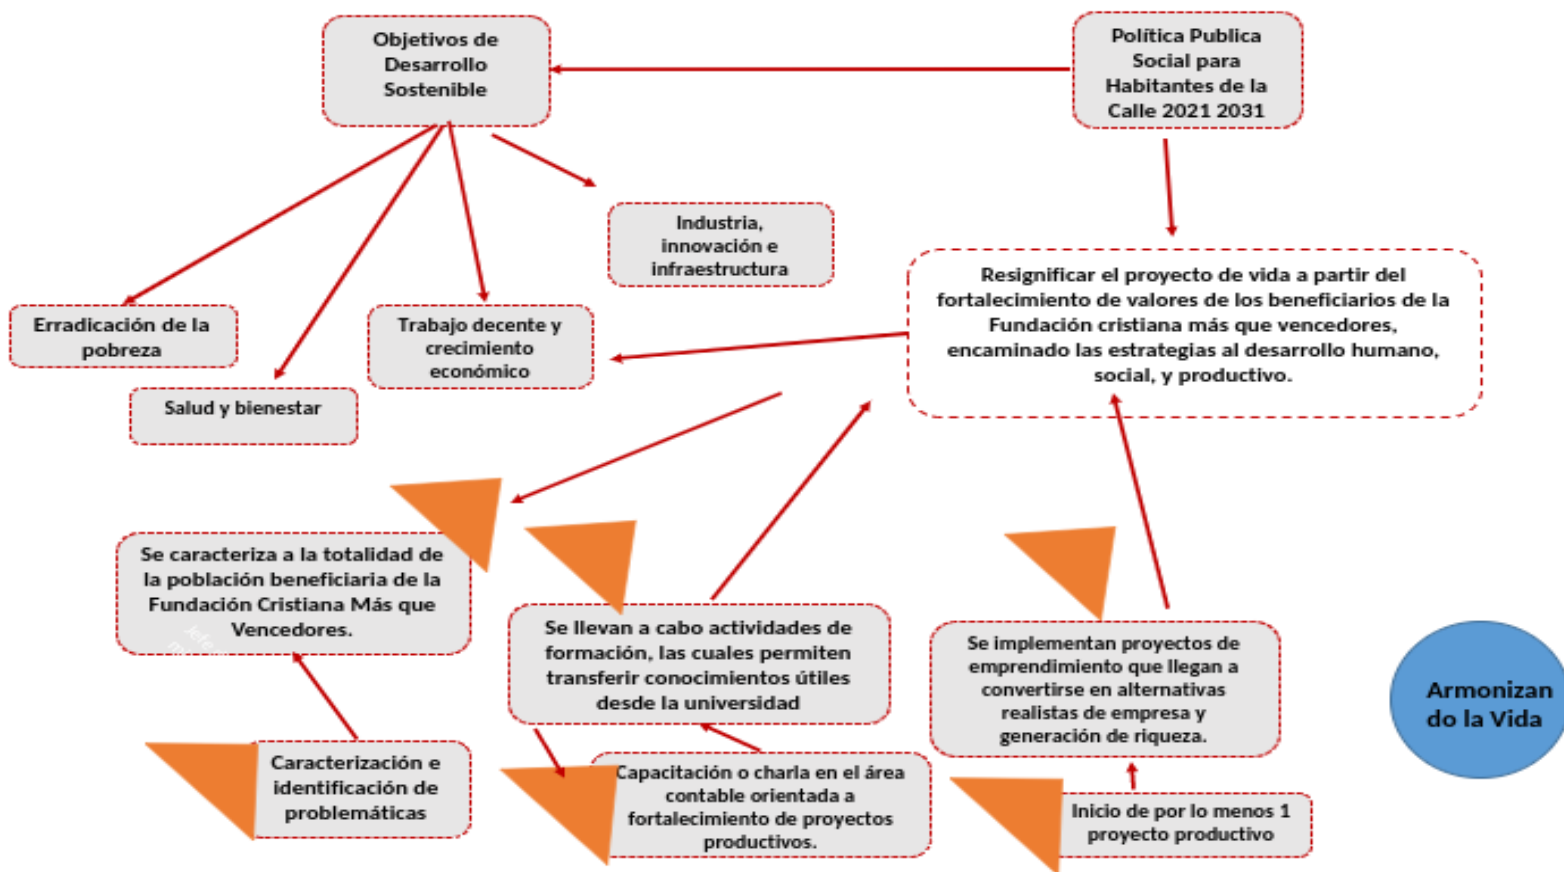 Objetivos de
Desarrollo
Sostenible
Política Publica
Social para
Habitantes de la
Calle 2021 2031
Industria,
innovación e
infraestructura
Erradicación de la
pobreza
Trabajo decente y
crecimiento
económico
Salud y bienestar
Resignificar el proyecto de vida a partir del
fortalecimiento de valores de los beneficiarios de la
Fundación cristiana más que vencedores,
encaminado las estrategias al desarrollo humano,
social, y productivo.
Se caracteriza a la totalidad de
la población beneficiaria de la
Fundación Cristiana Más que
Vencedores.
Se llevan a cabo actividades de
formación, las cuales permiten
transferir conocimientos útiles
desde la universidad
Se implementan proyectos de
emprendimiento que llegan a
convertirse en alternativas
realistas de empresa y
generación de riqueza.
Armonizan
do la Vida
Caracterización e
identificación de
problemáticas
Capacitación o charla en el área
contable orientada a
fortalecimiento de proyectos
productivos.
Inicio de por lo menos 1
proyecto productivo